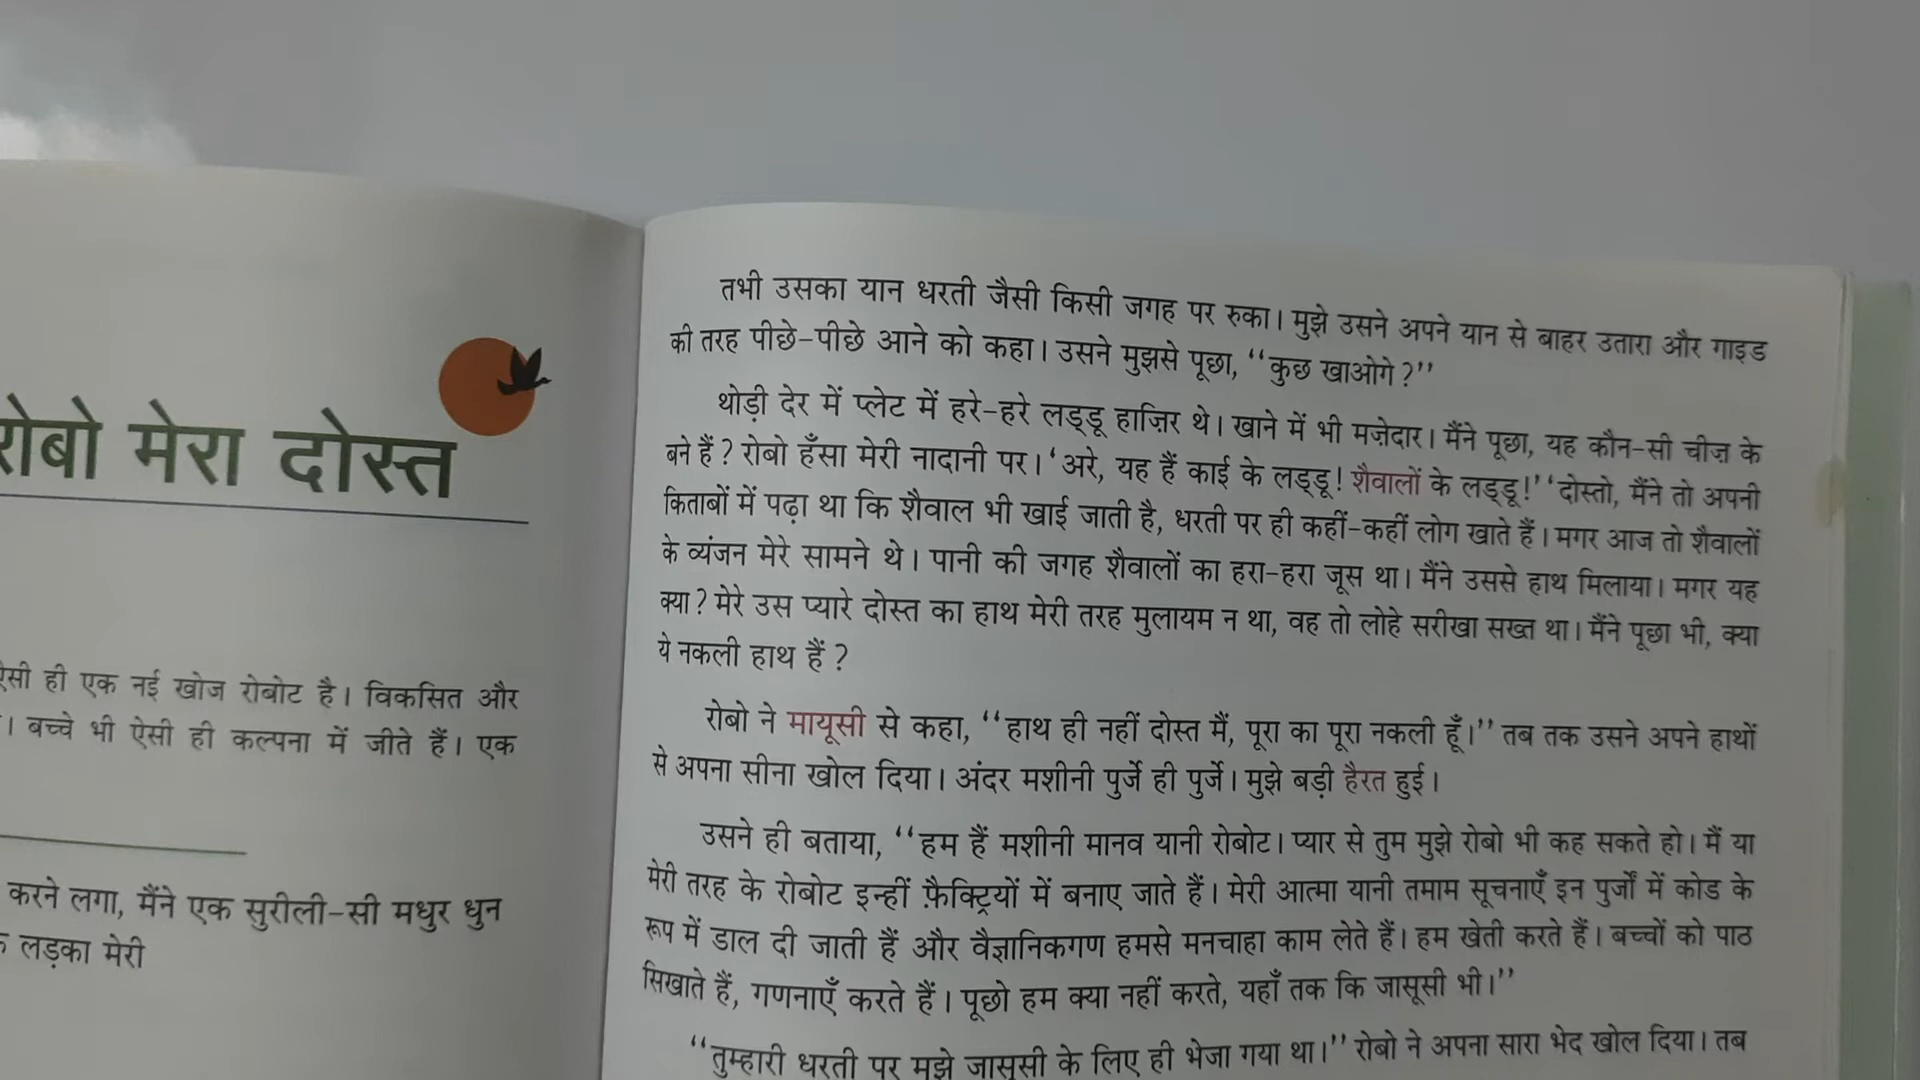 रोबो मेरा दोस्त
ही एक नई खोज रोबोट है। विकसित और
। बच्चे भी ऐसी ही कल्पना में जीते हैं। एक
करने लगा, मैंने एक सुरीली-सी मधुर धुन
लड़का मेरी
तभी उसका यान धरती जैसी किसी जगह पर रुका। मुझे उसने अपने यान से बाहर उतारा और गाइड
की तरह पीछे-पीछे आने को कहा। उसने मुझसे पूछा, “कुछ खाओगे?”
थोड़ी देर में प्लेट में हरे-हरे लड्डू हाज़िर थे। खाने में भी मज़ेदार। मैंने पूछा, यह कौन-सी चीज़ के
बने हैं? रोबो हँसा मेरी नादानी पर। ‘अरे, यह हैं काई के लड्डू! शैवालों के लड्डू!’ ‘दोस्तो, मैंने तो अपनी
किताबों में पढ़ा था कि शैवाल भी खाई जाती है, धरती पर ही कहीं-कहीं लोग खाते हैं। मगर आज तो शैवालों
के व्यंजन मेरे सामने थे। पानी की जगह शैवालों का हरा-हरा जूस था। मैंने उससे हाथ मिलाया। मगर यह
क्या? मेरे उस प्यारे दोस्त का हाथ मेरी तरह मुलायम न था, वह तो लोहे सरीखा सख्त था। मैंने पूछा भी, क्या
ये नकली हाथ हैं?
रोबो ने मायूसी से कहा, “हाथ ही नहीं दोस्त मैं, पूरा का पूरा नकली हूँ।” तब तक उसने अपने हाथों
से अपना सीना खोल दिया। अंदर मशीनी पुर्जे ही पुर्जे। मुझे बड़ी हैरत हुई।
उसने ही बताया, “हम हैं मशीनी मानव यानी रोबोट। प्यार से तुम मुझे रोबो भी कह सकते हो। मैं या
मेरी तरह के रोबोट इन्हीं फ़ैक्ट्रियों में बनाए जाते हैं। मेरी आत्मा यानी तमाम सूचनाएँ इन पुर्जों में कोड के
रूप में डाल दी जाती हैं और वैज्ञानिकगण हमसे मनचाहा काम लेते हैं। हम खेती करते हैं। बच्चों को पाठ
सिखाते हैं, गणनाएँ करते हैं। पूछो हम क्या नहीं करते, यहाँ तक कि जासूसी भी।”
“तुम्हारी धरती पर मुझे जासूसी के लिए ही भेजा गया था।” रोबो ने अपना सारा भेद खोल दिया। तब